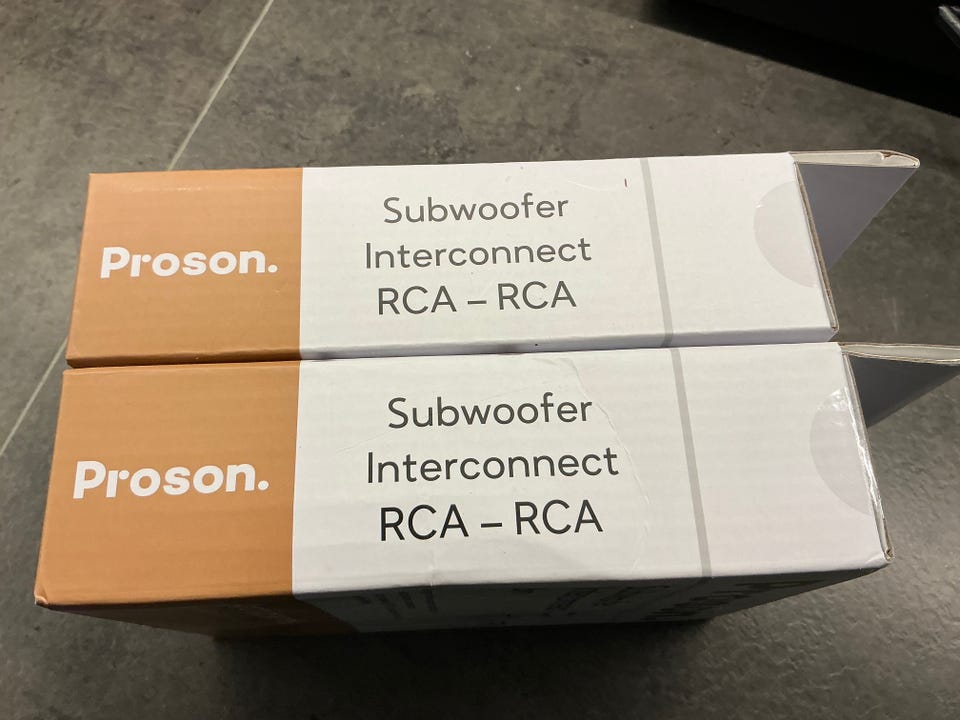 Proson.
Subwoofer
Interconnect
RCA – RCA
Proson.
Subwoofer
Interconnect
RCA – RCA